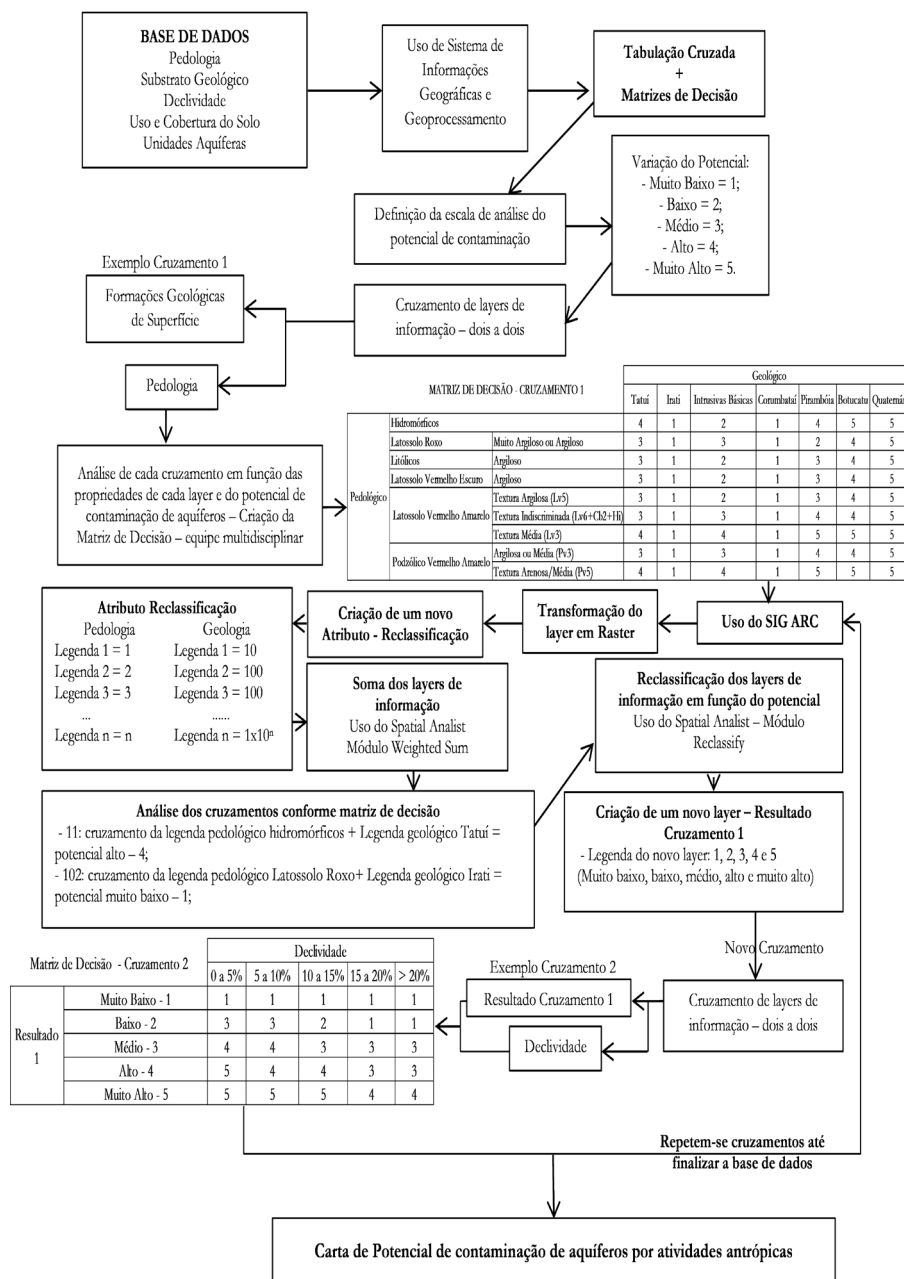 BASE DE DADOS
Pedologia
Substrato Geológico
Declividade
Uso e Cobertura do Solo
Unidades Aquíferas
Uso de Sistema de
Informações
Geográficas e
Geoprocessamento
Tabulação Cruzada
+
Matrizes de Decisão
Variação do Potencial:
- Muito Baixo = 1;
- Baixo = 2;
- Médio = 3;
- Alto = 4;
- Muito Alto = 5.
Definição da escala de análise do
potencial de contaminação
Exemplo Cruzamento 1
Formações Geológicas
de Superfície
Cruzamento de layers de
informação – dois a dois
Pedologia
Análise de cada cruzamento em função das
propriedades de cada layer e do potencial de
contaminação de aquíferos – Criação da
Matriz de Decisão – equipe multidisciplinar
MATRIZ DE DECISÃO - CRUZAMENTO 1
Geológico
Tatuí Irati Intrusivas Básicas Corumbataí Pirambóia Botucatu Quaternár
Pedológico
Hidromórficos 4 1 2 1 4 5 5
Latossolo Roxo Muito Argiloso ou Argiloso 3 1 3 1 2 4 5
Litólicos Argiloso 3 1 2 1 3 4 5
Latossolo Vermelho Escuro Argiloso 3 1 2 1 3 4 5
Latossolo Vermelho Amarelo
Textura Argilosa (Lv5) 3 1 2 1 3 4 5
Textura Indiscriminada (Lv6+Cb2+Hi) 3 1 3 1 4 4 5
Textura Média (Lv3) 4 1 4 1 5 5 5
Podzólico Vermelho Amarelo
Argilosa ou Média (Pv3) 3 1 3 1 4 4 5
Textura Arenosa/Média (Pv5) 4 1 4 1 5 5 5
Uso do SIG ARC
Transformação do
layer em Raster
Criação de um novo
Atributo - Reclassificação
Atributo Reclassificação
Pedologia Geologia
Legenda 1 = 1 Legenda 1 = 10
Legenda 2 = 2 Legenda 2 = 100
Legenda 3 = 3 Legenda 3 = 100
... ......
Legenda n = n Legenda n = 1x10ⁿ
Soma dos layers de
informação
Uso do Spatial Analist
Módulo Weighted Sum
Reclassificação dos layers de
informação em função do potencial
Uso do Spatial Analist – Módulo
Reclassify
Análise dos cruzamentos conforme matriz de decisão
- 11: cruzamento da legenda pedológico hidromórficos + Legenda geológico Tatuí =
potencial alto – 4;
- 102: cruzamento da legenda pedológico Latossolo Roxo+ Legenda geológico Irati =
potencial muito baixo – 1;
Criação de um novo layer – Resultado
Cruzamento 1
- Legenda do novo layer: 1, 2, 3, 4 e 5
(Muito baixo, baixo, médio, alto e muito alto)
Novo Cruzamento
Cruzamento de layers de
informação – dois a dois
Exemplo Cruzamento 2
Resultado Cruzamento 1
Declividade
Matriz de Decisão - Cruzamento 2
Declividade
0 a 5% 5 a 10% 10 a 15% 15 a 20% > 20%
Resultado
1
Muito Baixo - 1 1 1 1 1 1
Baixo - 2 3 3 2 1 1
Médio - 3 4 4 3 3 3
Alto - 4 5 4 4 3 3
Muito Alto - 5 5 5 5 4 4
Repetem-se cruzamentos até
finalizar a base de dados
Carta de Potencial de contaminação de aquíferos por atividades antrópicas